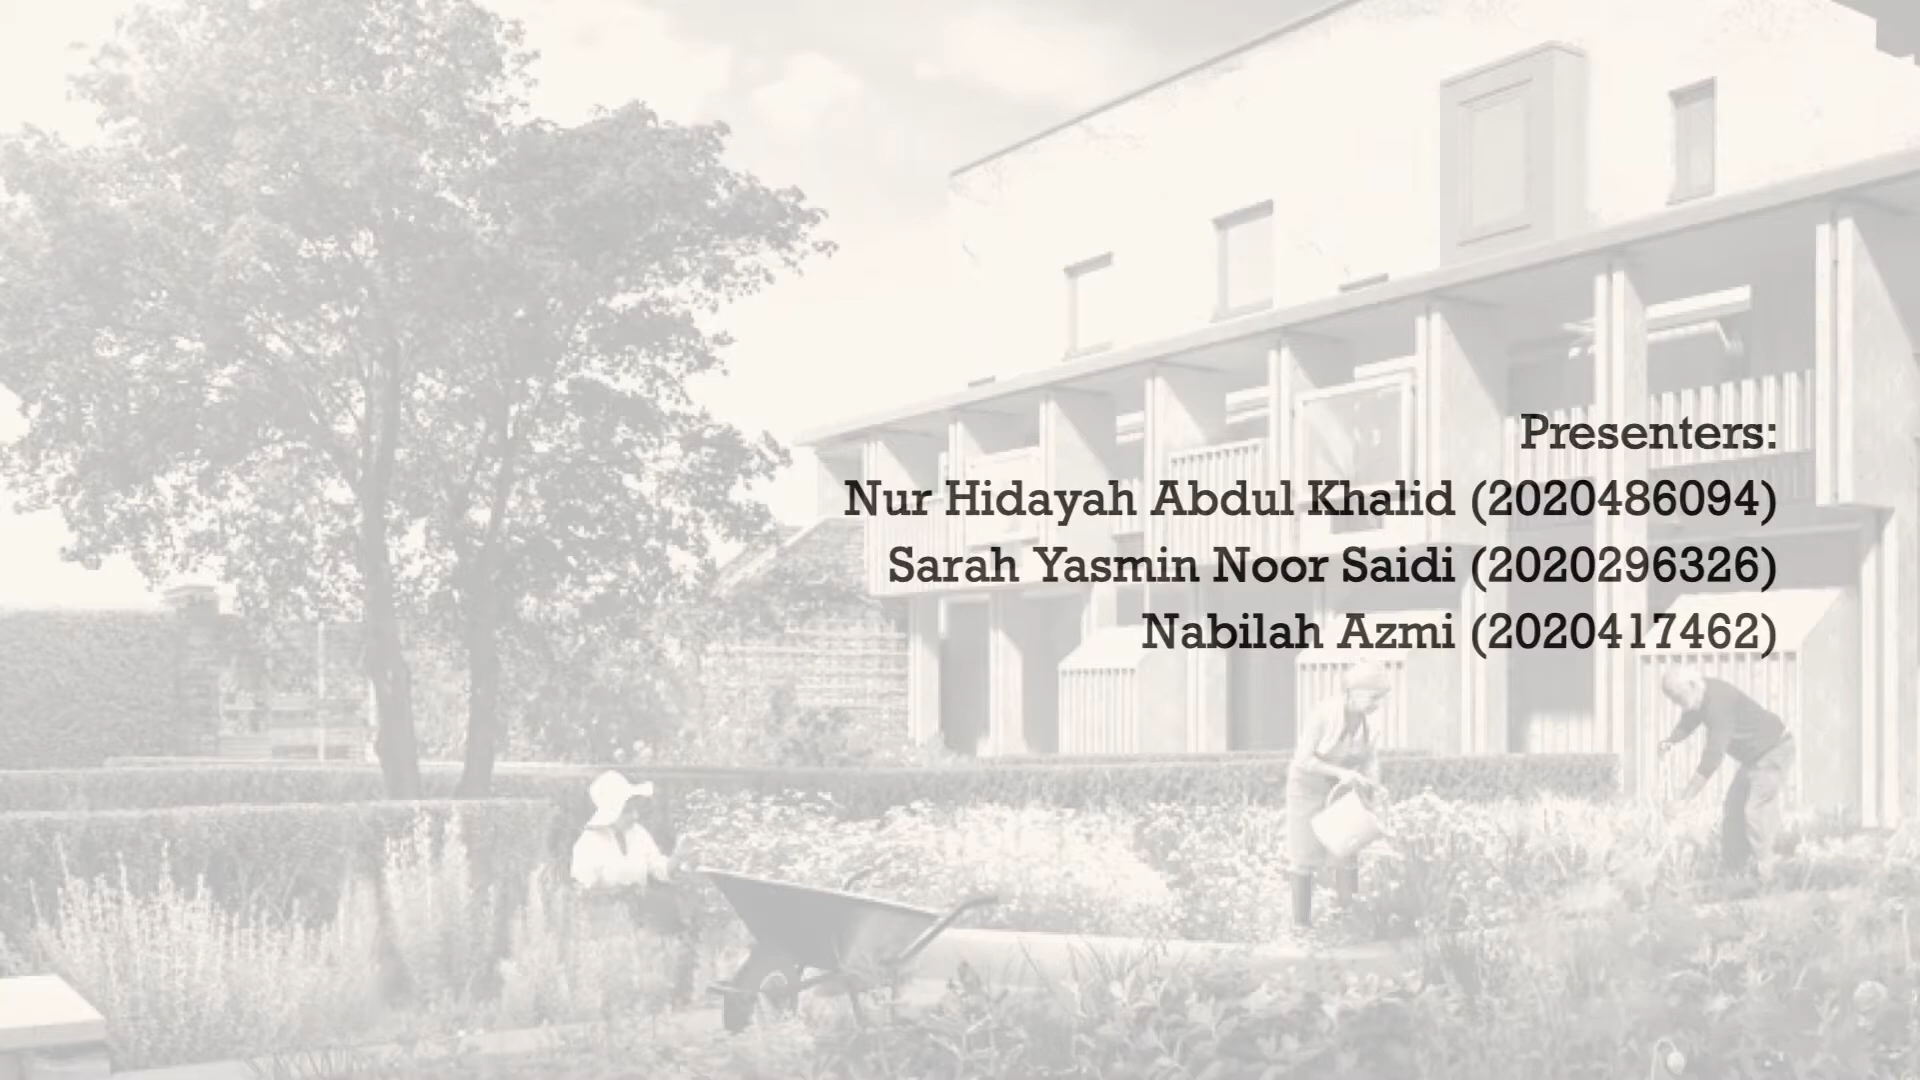 Presenters:
Nur Hidayah Abdul Khalid (2020486094)
Sarah Yasmin Noor Saidi (2020296326)
Nabilah Azmi (2020417462)